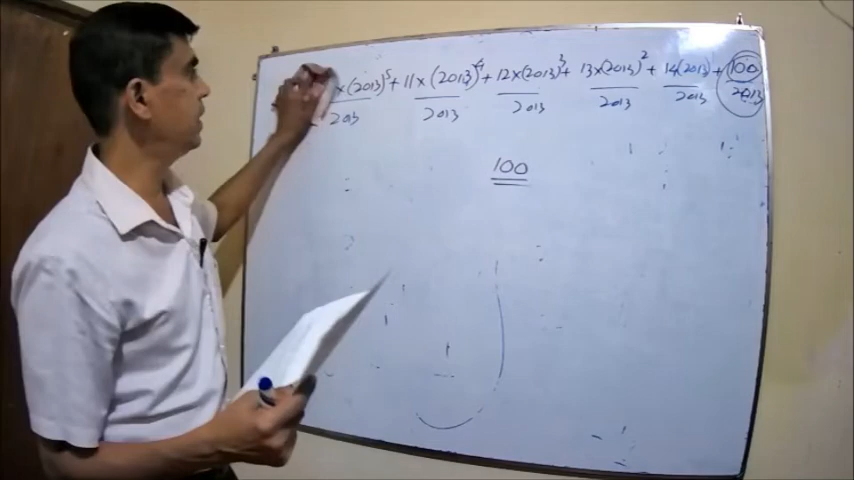 ×(2013)⁵ + 11×(2013)⁴ + 12×(2013)³ + 13×(2013)² + 14(2013) + 100
2013 2013 2013 2013 2013 2013
100